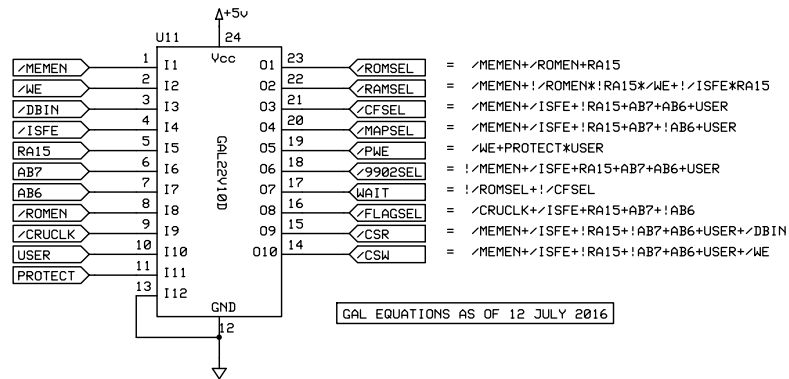 +5v
U11 24
Vcc
/MEMEN 1 I1 O1 23 /ROMSEL = /MEMEN+/ROMEN+RA15
/WE 2 I2 O2 22 /RAMSEL = /MEMEN+!/ROMEN*!RA15*/WE+!/ISFE*RA15
/DBIN 3 I3 O3 21 /CFSEL = /MEMEN+/ISFE+!RA15+AB7+AB6+USER
/ISFE 4 I4 O4 20 /MAPSEL = /MEMEN+/ISFE+!RA15+AB7+!AB6+USER
RA15 5 I5 O5 19 /PWE = /WE+PROTECT*USER
AB7 6 I6 O6 18 /9902SEL = !/MEMEN+/ISFE+RA15+AB7+AB6+USER
AB6 7 I7 O7 17 WAIT = !/ROMSEL+!/CFSEL
/ROMEN 8 I8 O8 16 /FLAGSEL = /CRUCLK+/ISFE+RA15+AB7+!AB6
/CRUCLK 9 I9 O9 15 /CSR = /MEMEN+/ISFE+!RA15+!AB7+AB6+USER+/DBIN
USER 10 I10 O10 14 /CSW = /MEMEN+/ISFE+!RA15+!AB7+AB6+USER+/WE
PROTECT 11 I11
13 I12
GAL22V10D
GND
12
GAL EQUATIONS AS OF 12 JULY 2016